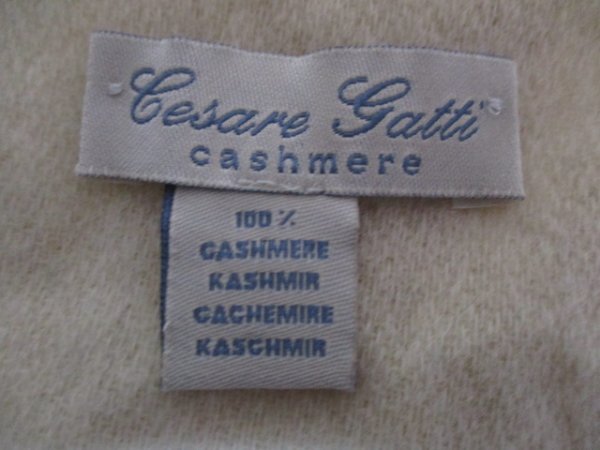 Cesare Gatti
cashmere
100 %
CASHMERE
KASHMIR
CACHEMIRE
KASCHMIR